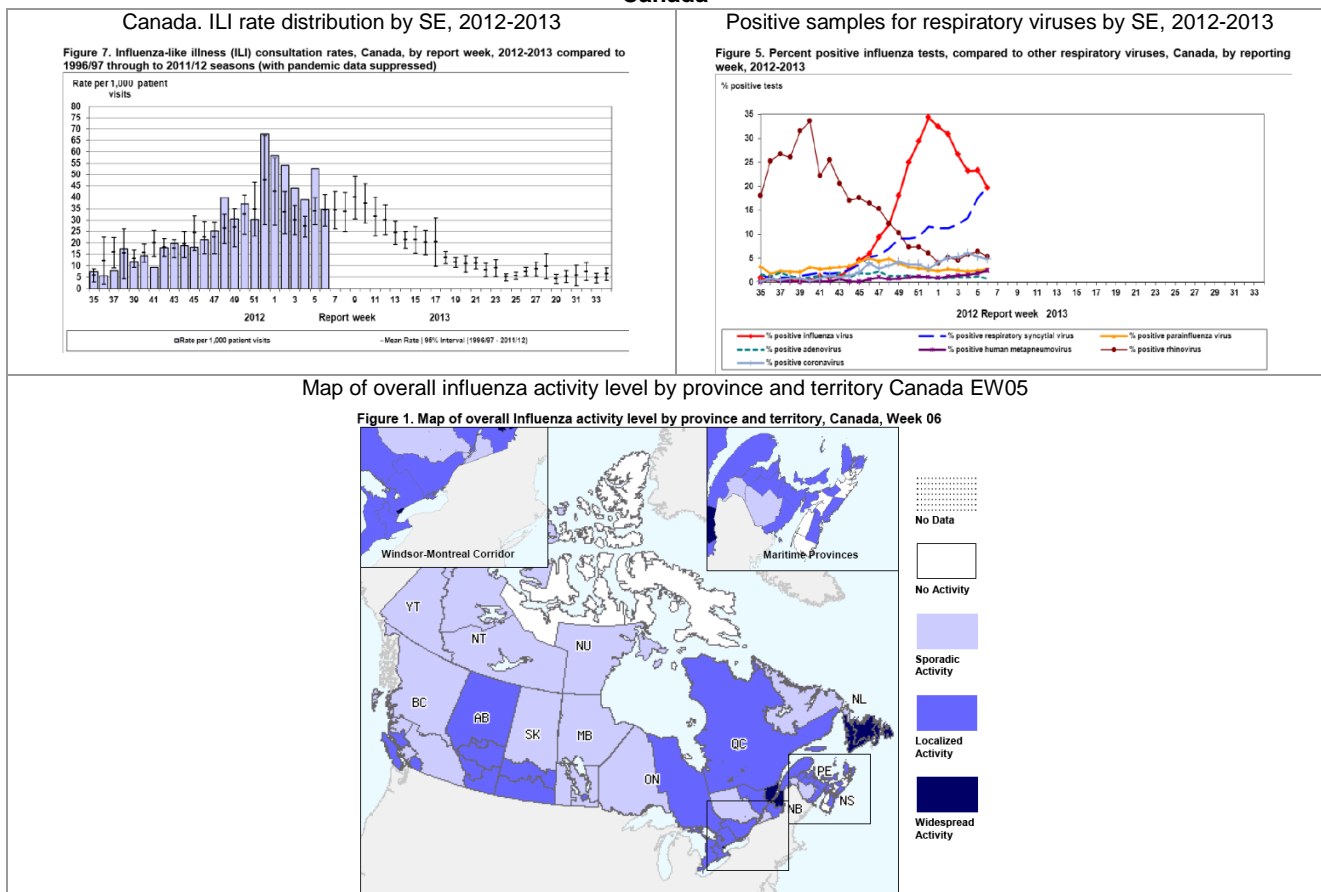 Canada
Canada. ILI rate distribution by SE, 2012-2013
Figure 7. Influenza-like illness (ILI) consultation rates, Canada, by report week, 2012-2013 compared to
1996/97 through to 2011/12 seasons (with pandemic data suppressed)
Rate per 1,000 patient
visits
80
75
70
65
60
55
50
45
40
35
30
25
20
15
10
5
0
35 37 39 41 43 45 47 49 51 1 3 5 7 9 11 13 15 17 19 21 23 25 27 29 31 33
2012 Report week 2013
Rate per 1,000 patient visits
- Mean Rate | 95% Interval (1996/97 - 2011/12)
Positive samples for respiratory viruses by SE, 2012-2013
Figure 5. Percent positive influenza tests, compared to other respiratory viruses, Canada, by reporting
week, 2012-2013
% positive tests
35
30
25
20
15
10
5
0
35 37 39 41 43 45 47 49 51 1 3 5 7 9 11 13 15 17 19 21 23 25 27 29 31 33
2012 Report week 2013
% positive influenza virus
% positive respiratory syncytial virus
% positive parainfluenza virus
% positive adenovirus
% positive human metapneumovirus
% positive rhinovirus
% positive coronavirus
Map of overall influenza activity level by province and territory Canada EW05
Figure 1. Map of overall Influenza activity level by province and territory, Canada, Week 06
Windsor-Montreal Corridor
Maritime Provinces
YT
NT
NU
BC
AB
SK
MB
ON
QC
NL
PE
NB
NS
No Data
No Activity
Sporadic
Activity
Localized
Activity
Widespread
Activity